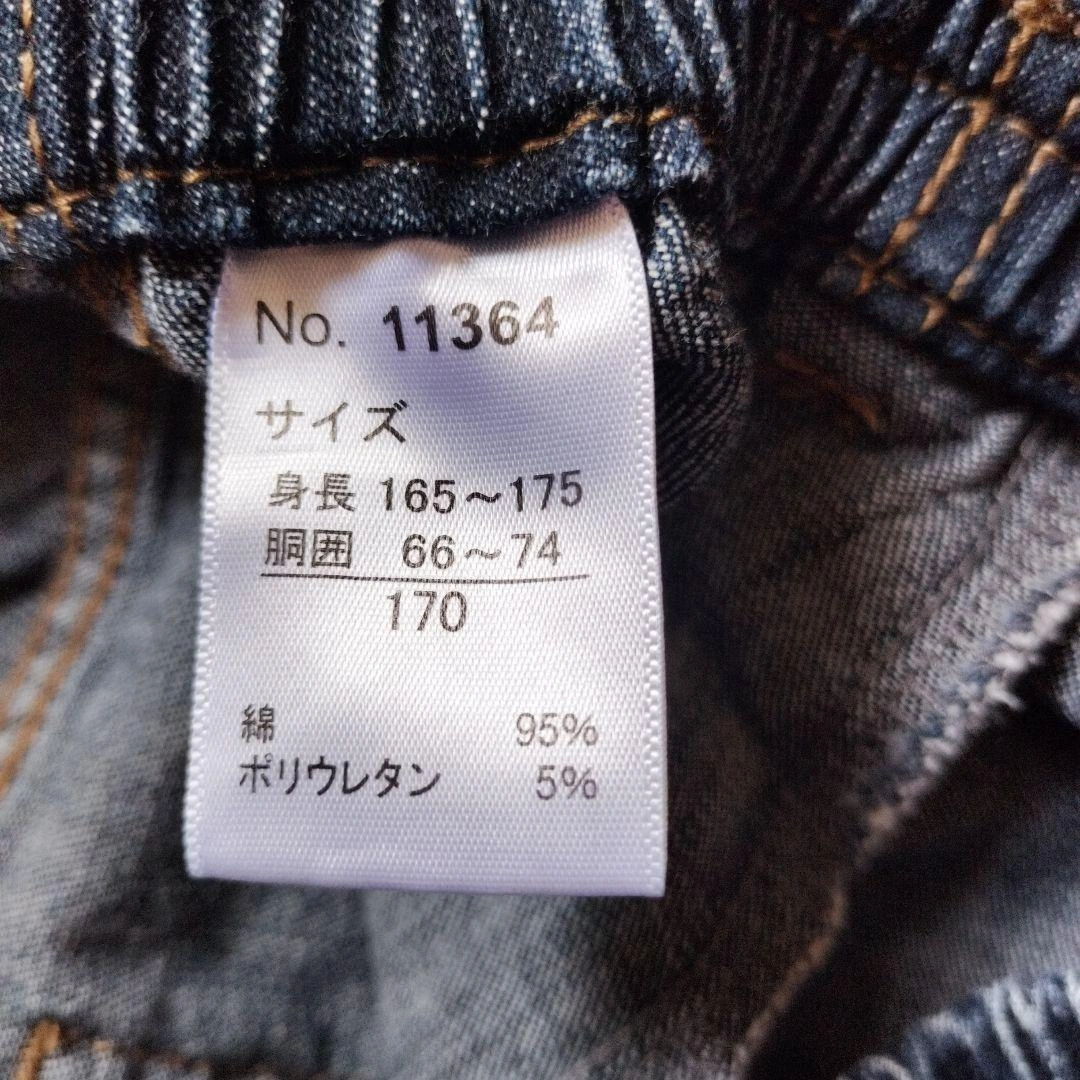 No. 11364
サイズ
身長 165～175
胴囲 66～74
170
綿 95%
ポリウレタン 5%